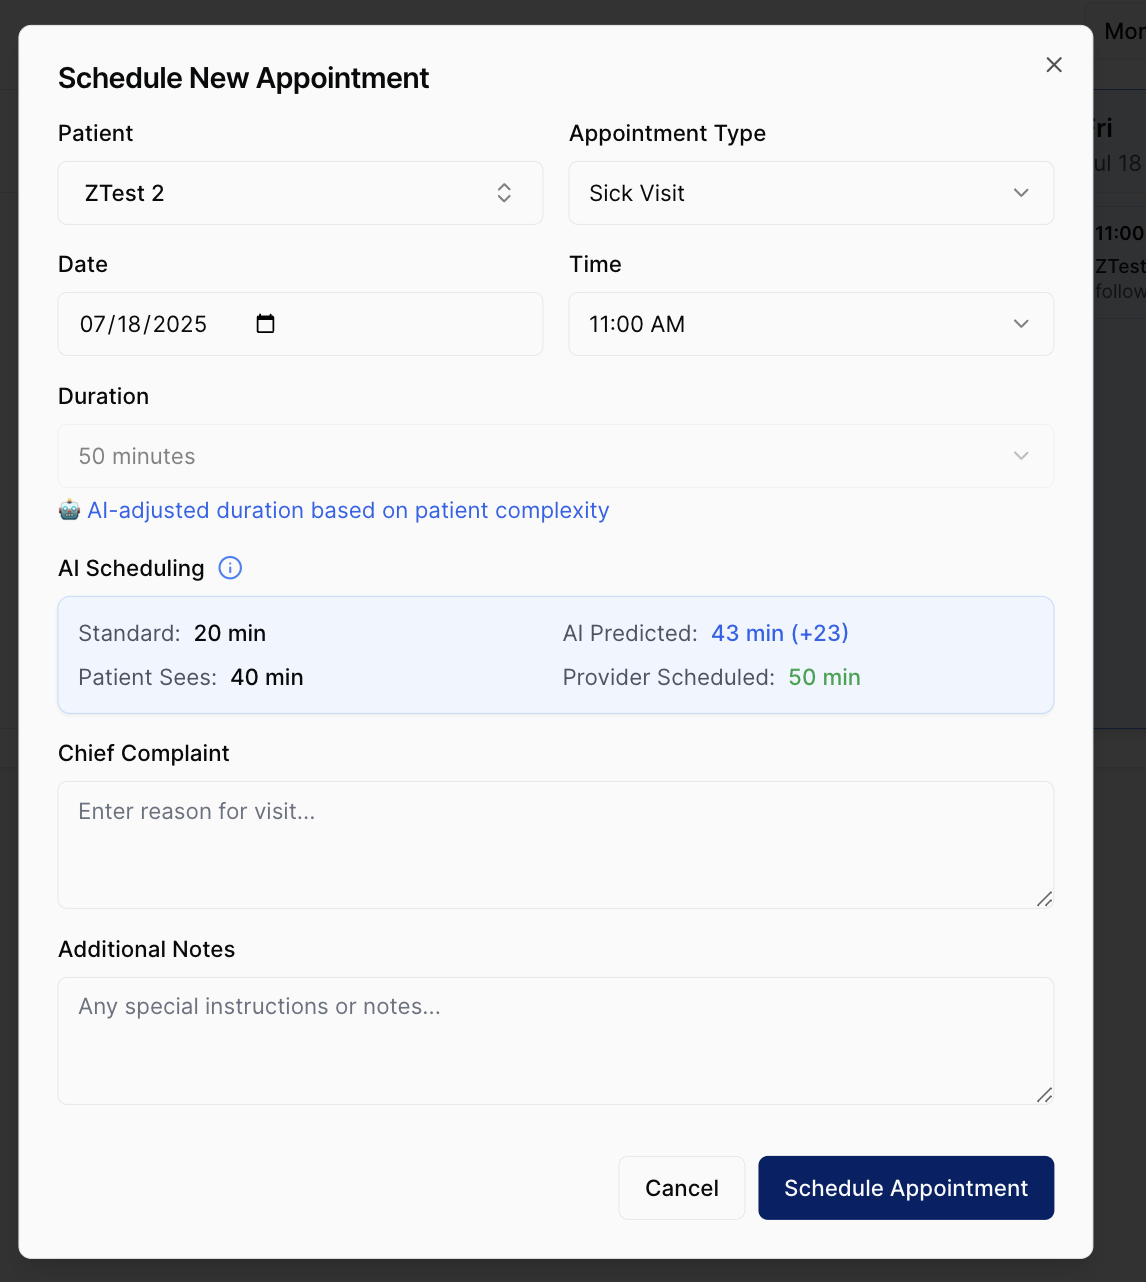 Mor
Schedule New Appointment
Fri
ul 18
Patient
Appointment Type
ZTest 2
Sick Visit
11:00
ZTest
follow
Date
Time
07/18/2025
11:00 AM
Duration
50 minutes
🤖 AI-adjusted duration based on patient complexity
AI Scheduling
Standard: 20 min
AI Predicted: 43 min (+23)
Patient Sees: 40 min
Provider Scheduled: 50 min
Chief Complaint
Enter reason for visit...
Additional Notes
Any special instructions or notes...
Cancel
Schedule Appointment